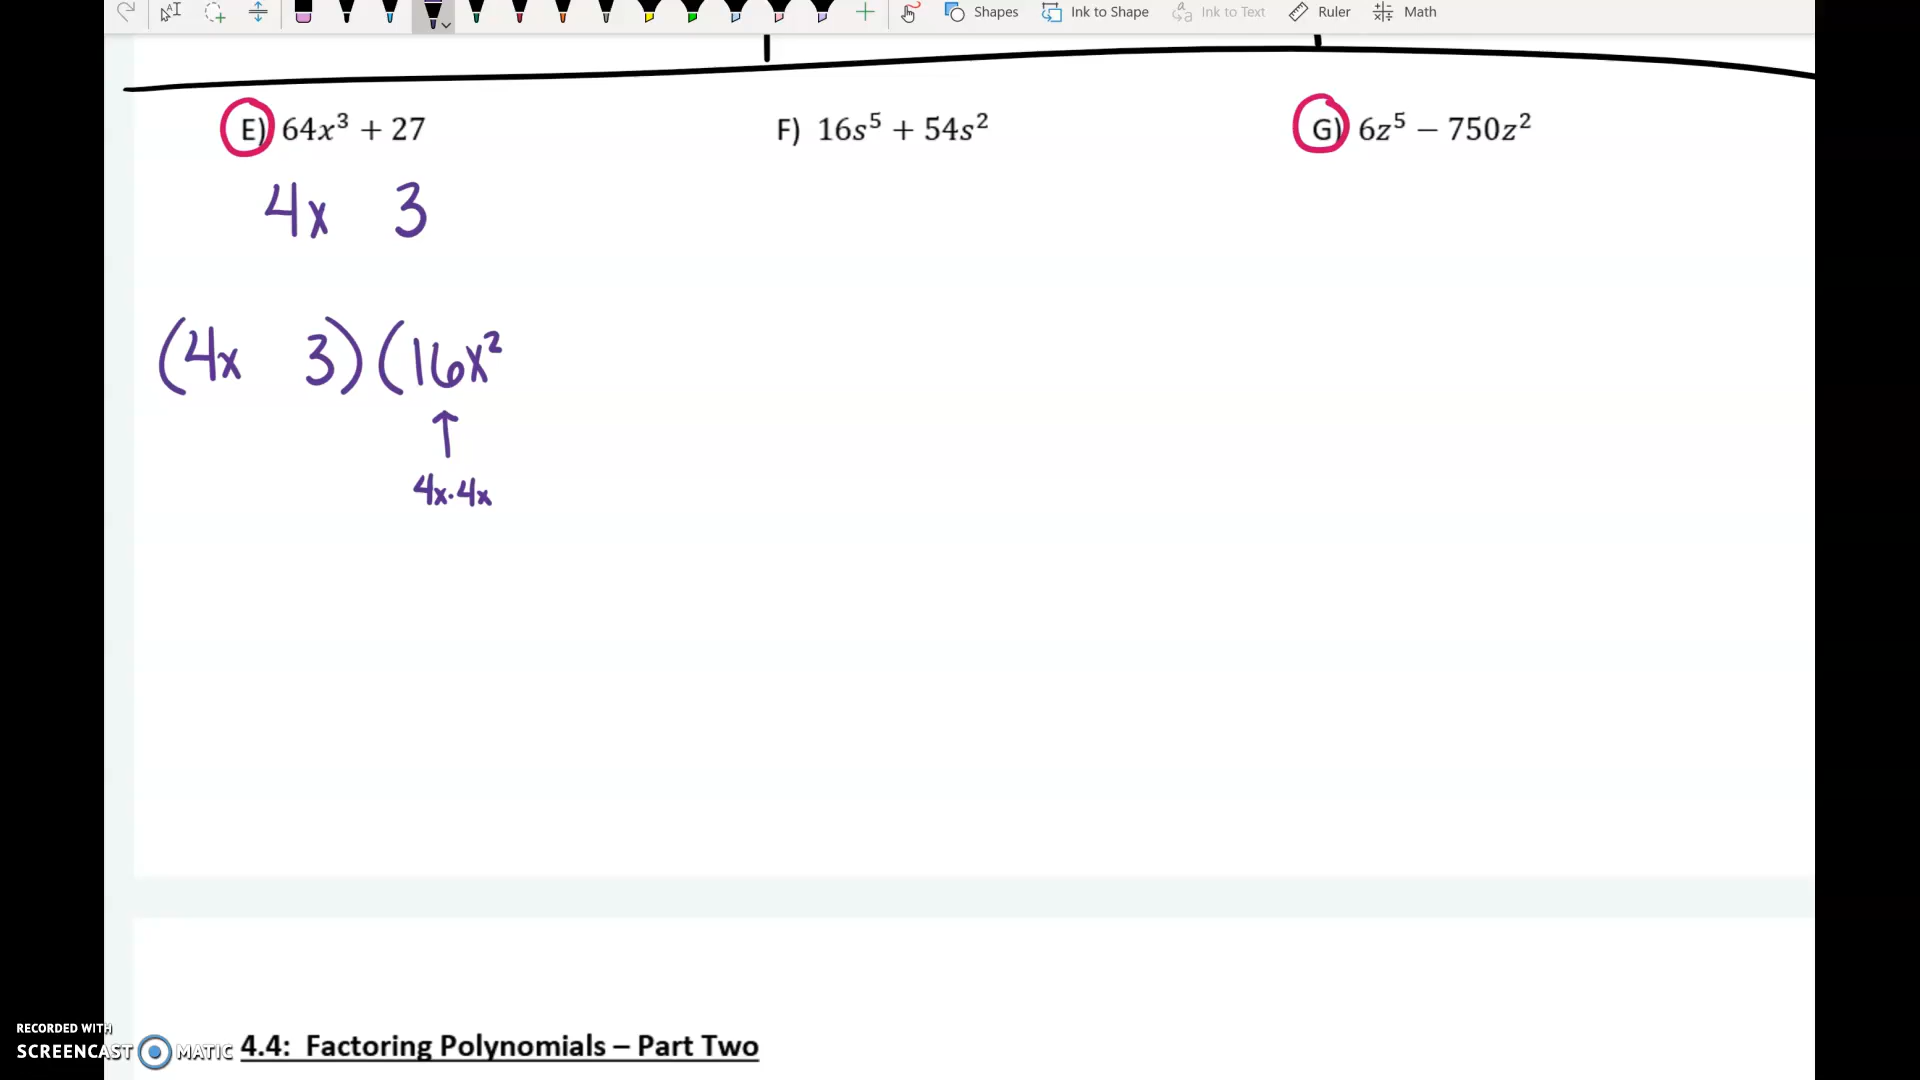 Shapes Ink to Shape Ink to Text Ruler Math
E) 64x³ + 27 F) 16s⁵ + 54s² G) 6z⁵ − 750z²
4x 3
(4x 3)(16x²
↑
4x·4x
RECORDED WITH
SCREENCAST MATIC
4.4: Factoring Polynomials – Part Two